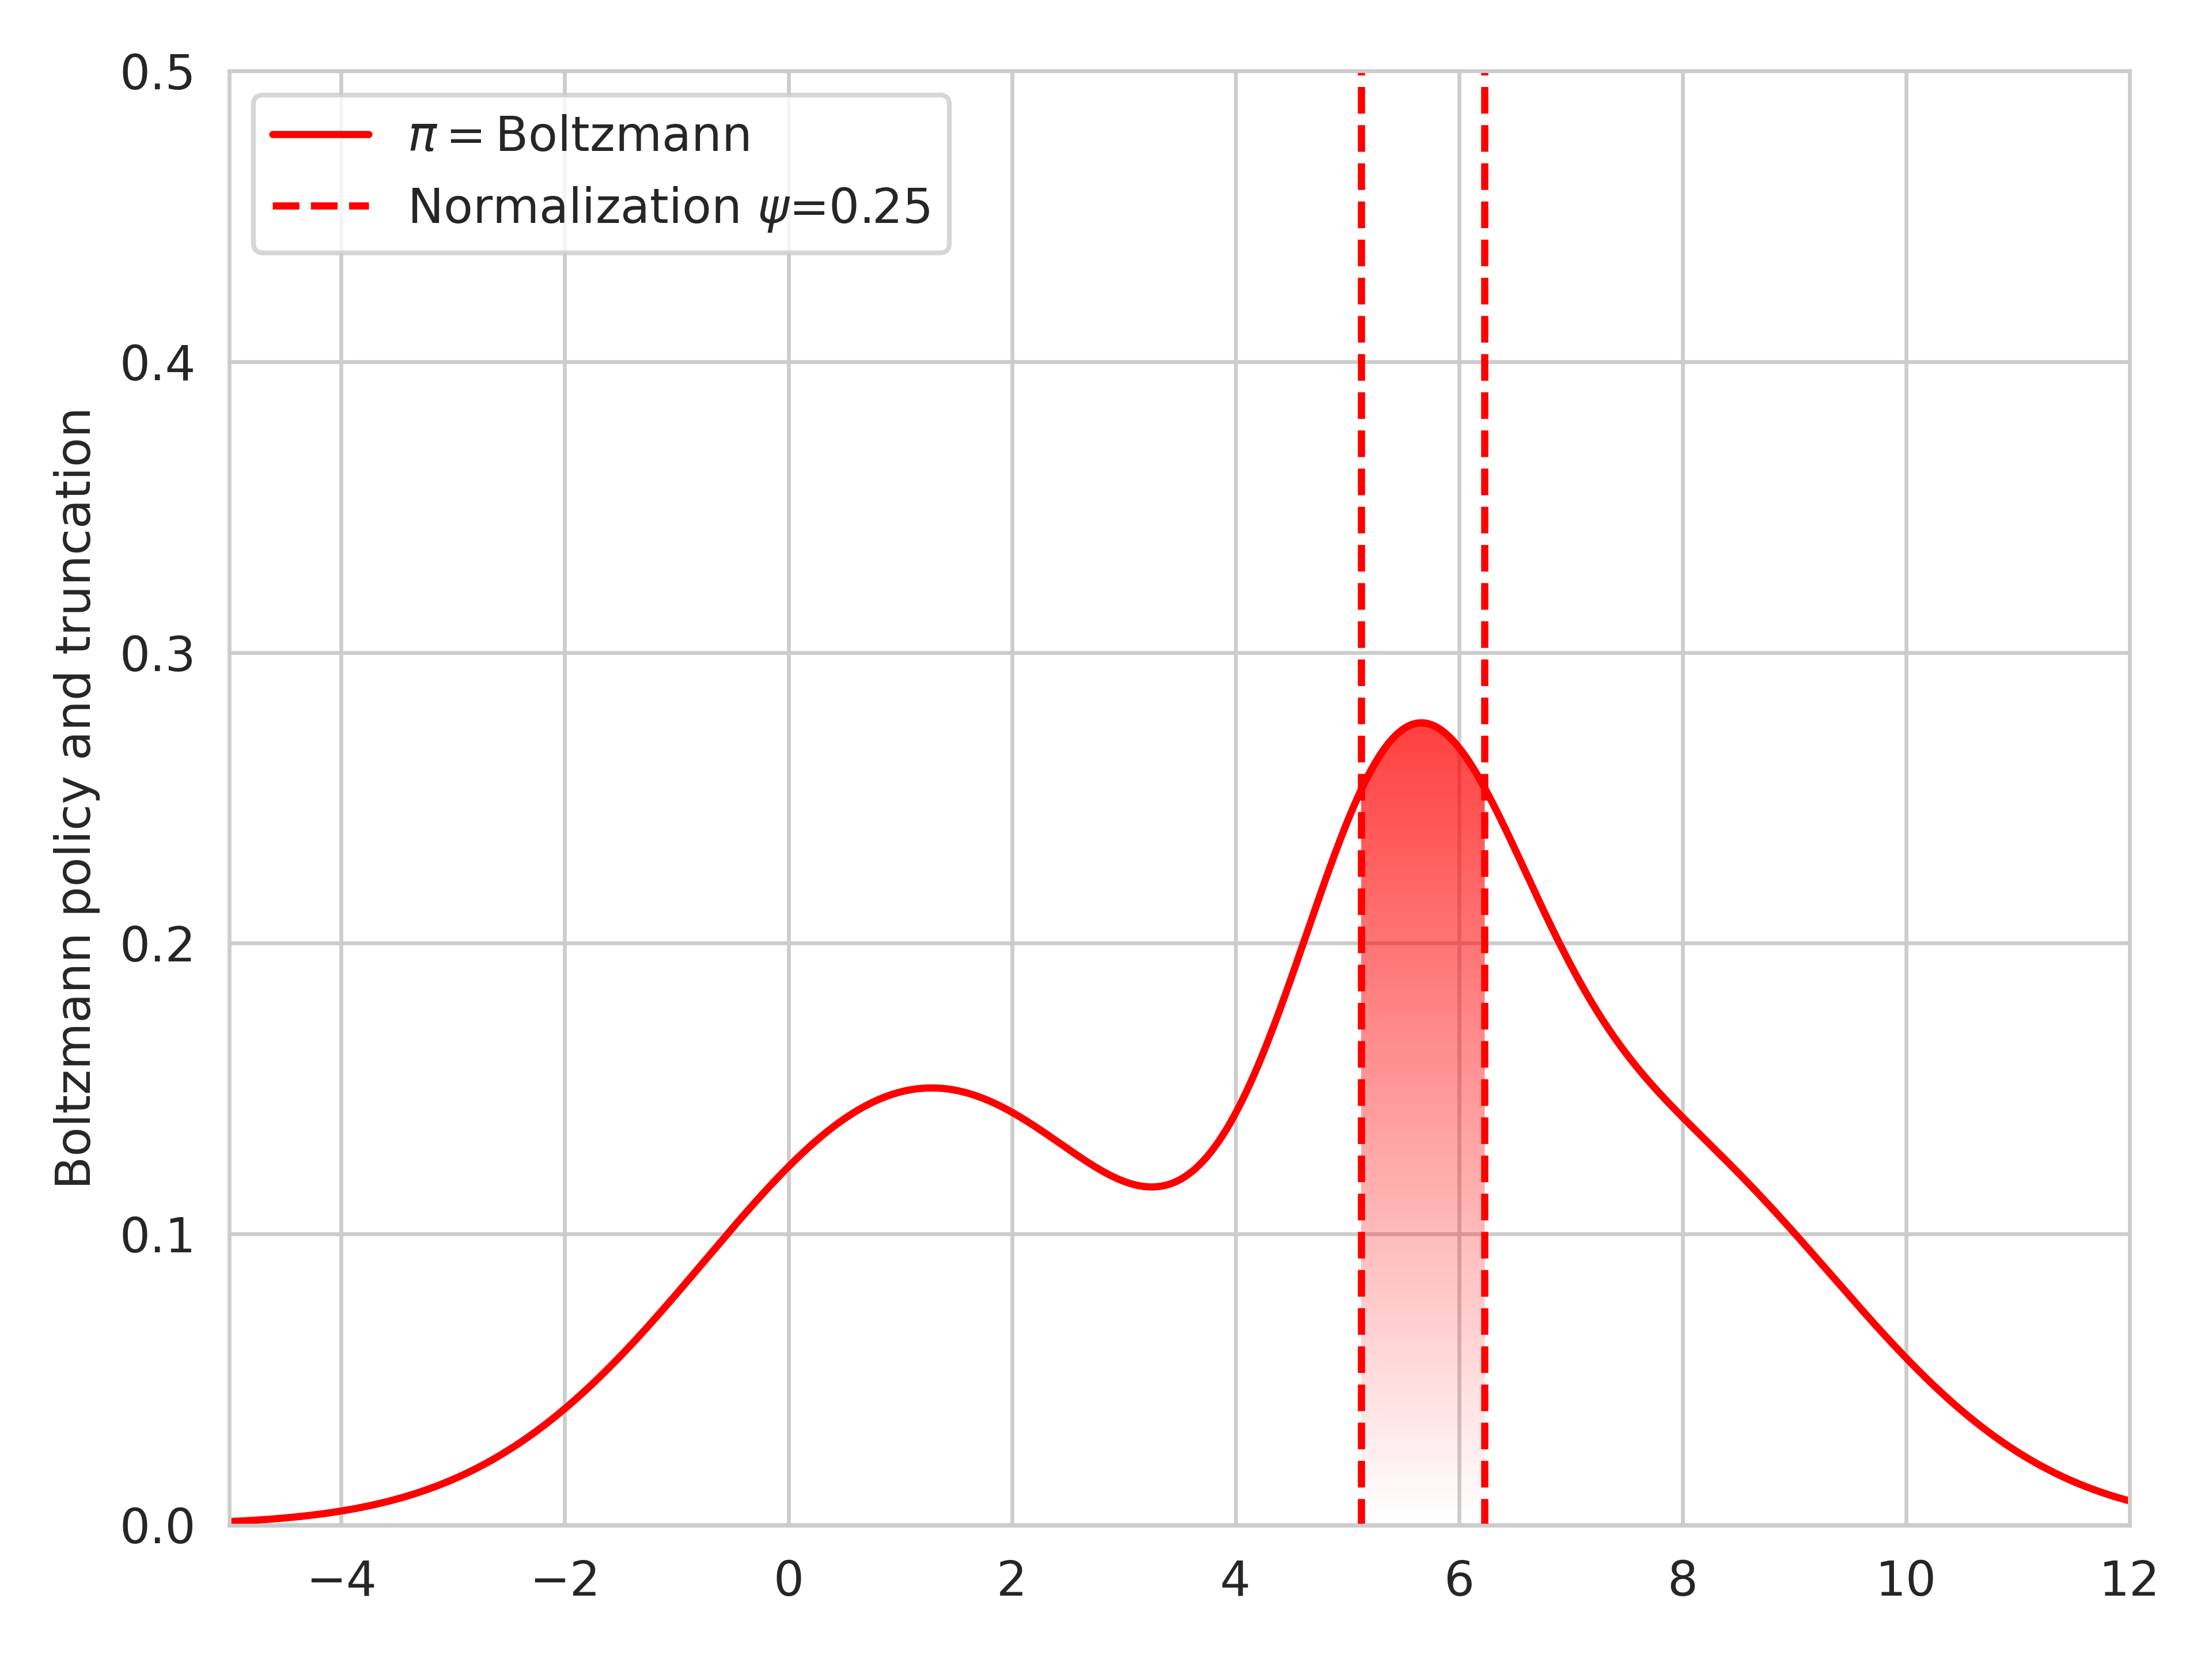 0.5
π = Boltzmann
Normalization ψ=0.25
0.4
0.3
0.2
0.1
0.0
Boltzmann policy and truncation
−4 −2 0 2 4 6 8 10 12